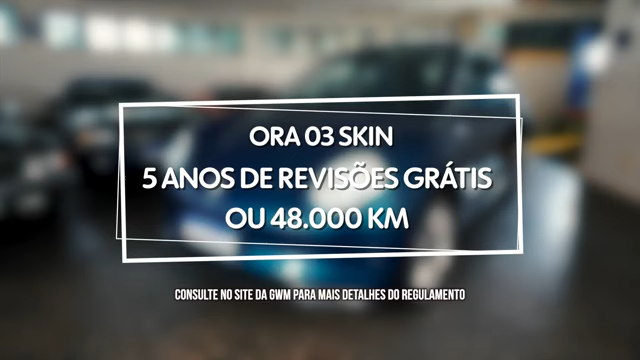 ORA 03 SKIN
5 ANOS DE REVISÕES GRÁTIS
OU 48.000 KM
CONSULTE NO SITE DA GWM PARA MAIS DETALHES DO REGULAMENTO